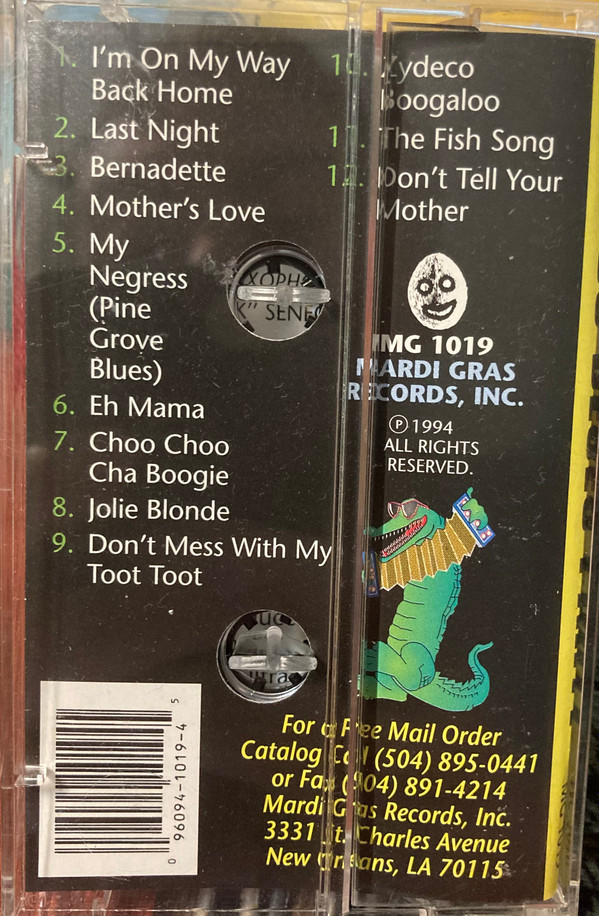 1. I'm On My Way
Back Home
2. Last Night
3. Bernadette
4. Mother's Love
5. My
Negress
(Pine
Grove
Blues)
6. Eh Mama
7. Choo Choo
Cha Boogie
8. Jolie Blonde
9. Don't Mess With My
Toot Toot
10. Zydeco
Boogaloo
11. The Fish Song
12. Don't Tell Your
Mother
MG 1019
MARDI GRAS
RECORDS, INC.
Ⓟ 1994
ALL RIGHTS
RESERVED.
For a Free Mail Order
Catalog Call (504) 895-0441
or Fax (504) 891-4214
Mardi Gras Records, Inc.
3331 St. Charles Avenue
New Orleans, LA 70115
0 96094-1019-4 5